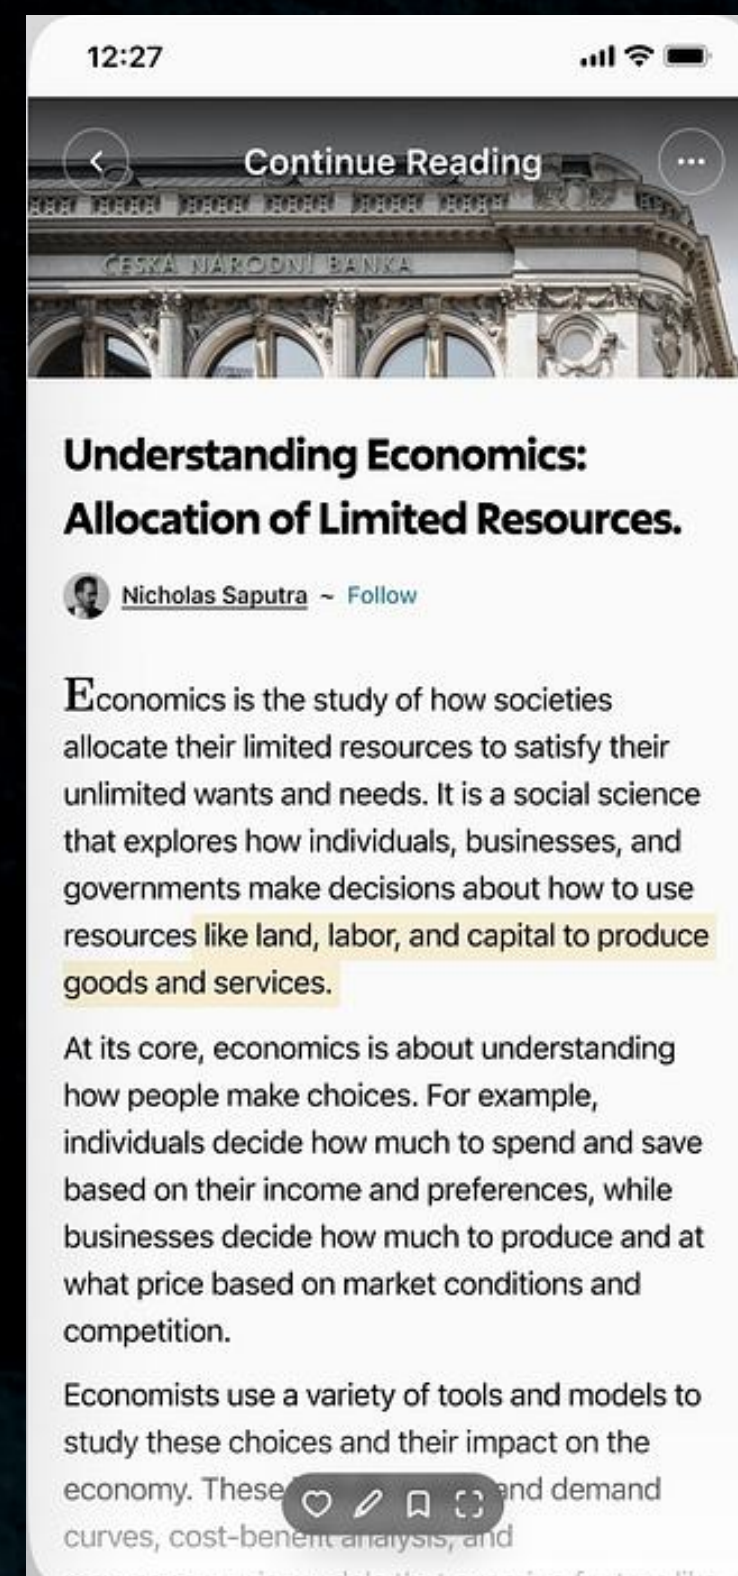 12:27
Continue Reading
ČESKÁ NÁRODNÍ BANKA
Understanding Economics:
Allocation of Limited Resources.
Nicholas Saputra ~ Follow
Economics is the study of how societies
allocate their limited resources to satisfy their
unlimited wants and needs. It is a social science
that explores how individuals, businesses, and
governments make decisions about how to use
resources like land, labor, and capital to produce
goods and services.
At its core, economics is about understanding
how people make choices. For example,
individuals decide how much to spend and save
based on their income and preferences, while
businesses decide how much to produce and at
what price based on market conditions and
competition.
Economists use a variety of tools and models to
study these choices and their impact on the
economy. These and demand
curves, cost-benefit analysis, and